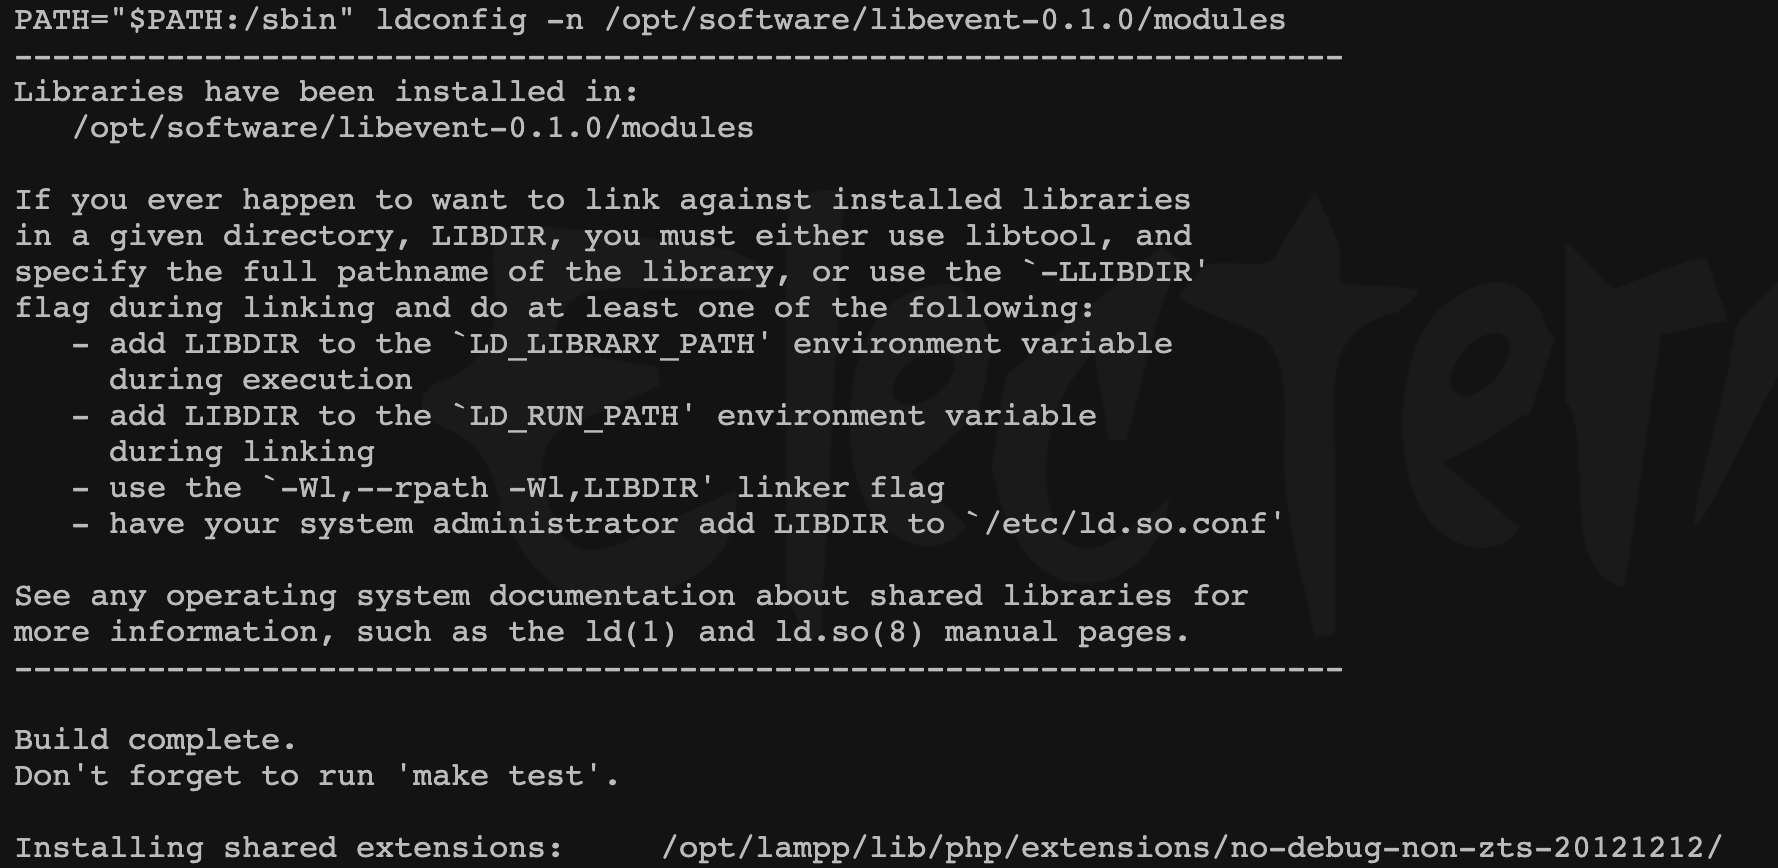 PATH="$PATH:/sbin" ldconfig -n /opt/software/libevent-0.1.0/modules
----------------------------------------------------------------------
Libraries have been installed in:
   /opt/software/libevent-0.1.0/modules

If you ever happen to want to link against installed libraries
in a given directory, LIBDIR, you must either use libtool, and
specify the full pathname of the library, or use the `-LLIBDIR'
flag during linking and do at least one of the following:
   - add LIBDIR to the `LD_LIBRARY_PATH' environment variable
     during execution
   - add LIBDIR to the `LD_RUN_PATH' environment variable
     during linking
   - use the `-Wl,--rpath -Wl,LIBDIR' linker flag
   - have your system administrator add LIBDIR to `/etc/ld.so.conf'

See any operating system documentation about shared libraries for
more information, such as the ld(1) and ld.so(8) manual pages.
----------------------------------------------------------------------

Build complete.
Don't forget to run 'make test'.

Installing shared extensions:     /opt/lampp/lib/php/extensions/no-debug-non-zts-20121212/